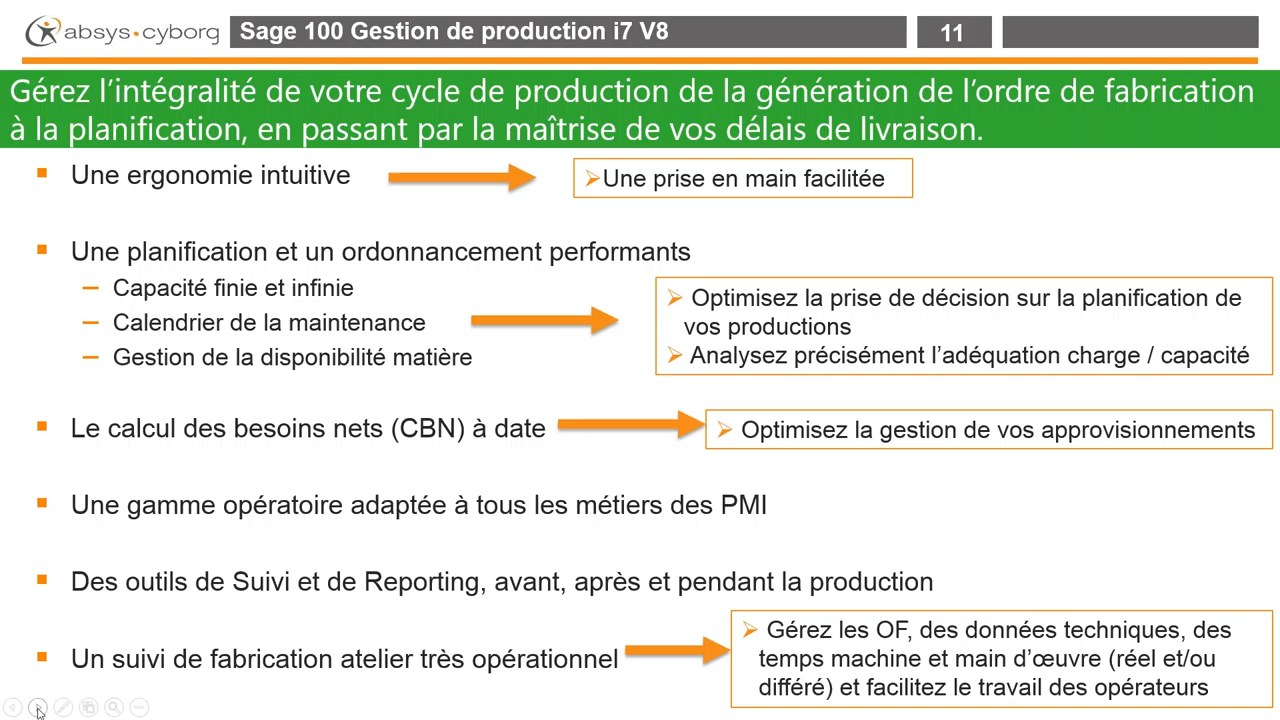 absys.cyborg
Sage 100 Gestion de production i7 V8
11
Gérez l’intégralité de votre cycle de production de la génération de l’ordre de fabrication
à la planification, en passant par la maîtrise de vos délais de livraison.
Une ergonomie intuitive
Une prise en main facilitée
Une planification et un ordonnancement performants
Capacité finie et infinie
Calendrier de la maintenance
Gestion de la disponibilité matière
Optimisez la prise de décision sur la planification de
vos productions
Analysez précisément l’adéquation charge / capacité
Le calcul des besoins nets (CBN) à date
Optimisez la gestion de vos approvisionnements
Une gamme opératoire adaptée à tous les métiers des PMI
Des outils de Suivi et de Reporting, avant, après et pendant la production
Un suivi de fabrication atelier très opérationnel
Gérez les OF, des données techniques, des
temps machine et main d’œuvre (réel et/ou
différé) et facilitez le travail des opérateurs